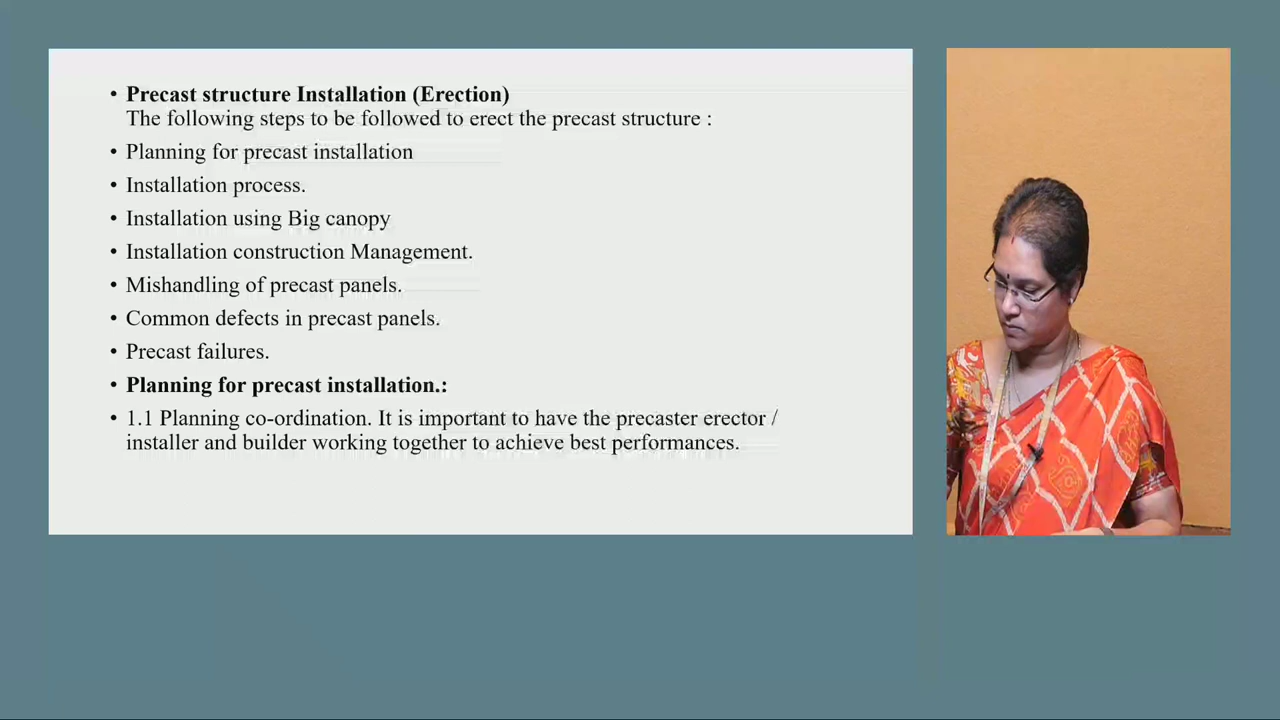 • Precast structure Installation (Erection)
The following steps to be followed to erect the precast structure :
• Planning for precast installation
• Installation process.
• Installation using Big canopy
• Installation construction Management.
• Mishandling of precast panels.
• Common defects in precast panels.
• Precast failures.
• Planning for precast installation.:
• 1.1 Planning co-ordination. It is important to have the precaster erector /
installer and builder working together to achieve best performances.